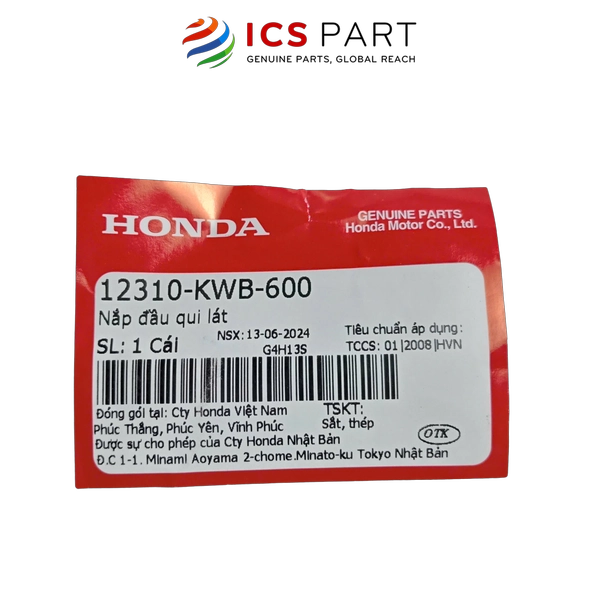 ICS PART
GENUINE PARTS, GLOBAL REACH
HONDA
GENUINE PARTS
Honda Motor Co., Ltd.
12310-KWB-600
Nắp đầu qui lát
SL: 1 Cái
NSX: 13-06-2024
G4H13S
Tiêu chuẩn áp dụng:
TCCS: 01|2008|HVN
Đóng gói tại: Cty Honda Việt Nam
Phúc Thắng, Phúc Yên, Vĩnh Phúc
Được sự cho phép của Cty Honda Nhật Bản
Đ.C 1-1. Minami Aoyama 2-chome.Minato-ku Tokyo Nhật Bản
TSKT:
Sắt, thép
OTK